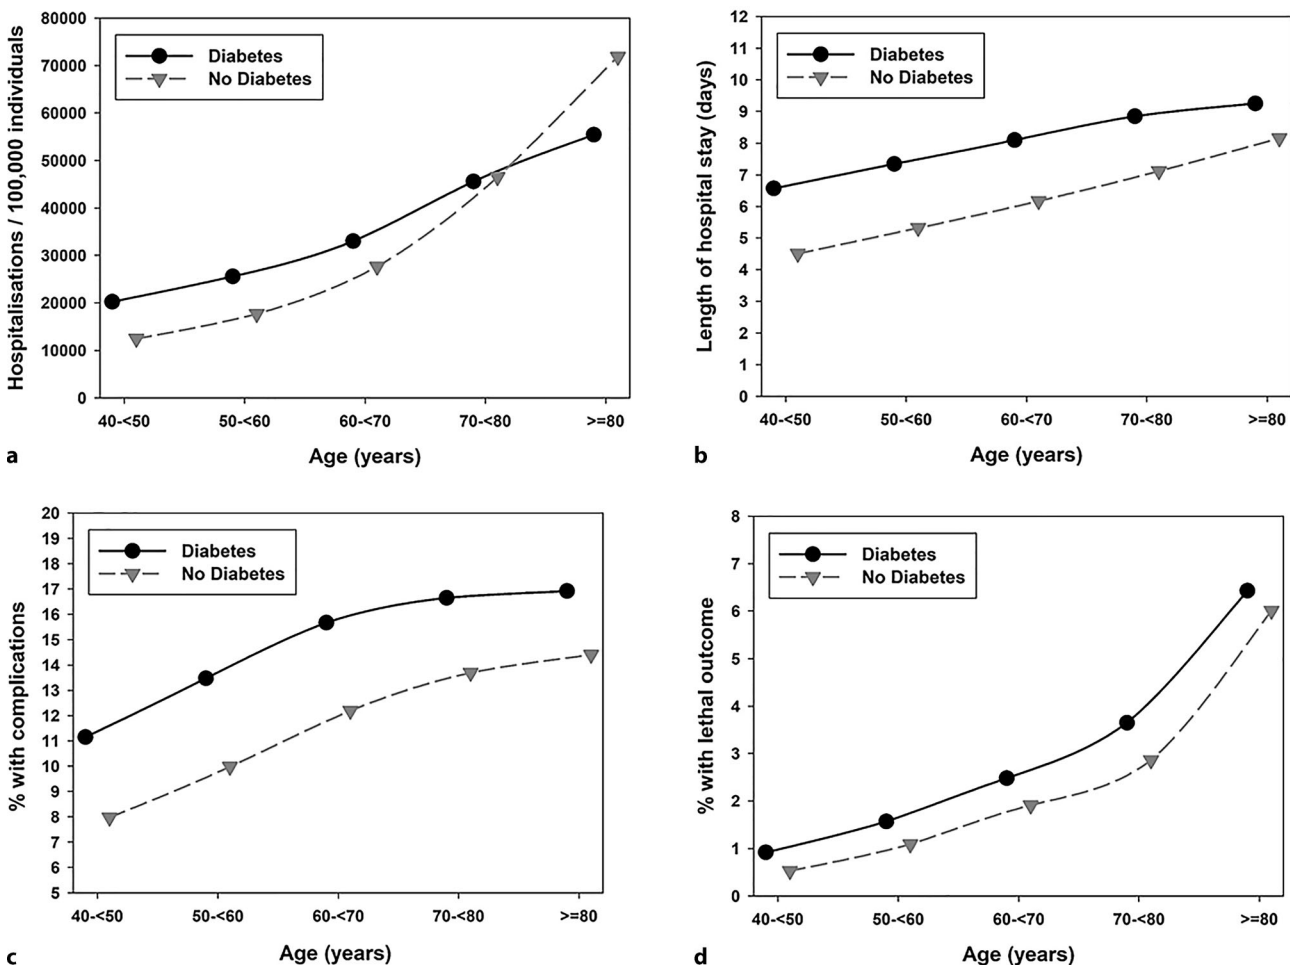 Hospitalisations / 100,000 individuals
80000
70000
60000
50000
40000
30000
20000
10000
0
Diabetes
No Diabetes
40-<50 50-<60 60-<70 70-<80 >=80
Age (years)
a
Length of hospital stay (days)
12
11
10
9
8
7
6
5
4
3
2
1
0
Diabetes
No Diabetes
40-<50 50-<60 60-<70 70-<80 >=80
Age (years)
b
% with complications
20
19
18
17
16
15
14
13
12
11
10
9
8
7
6
5
Diabetes
No Diabetes
40-<50 50-<60 60-<70 70-<80 >=80
Age (years)
c
% with lethal outcome
8
7
6
5
4
3
2
1
0
Diabetes
No Diabetes
40-<50 50-<60 60-<70 70-<80 >=80
Age (years)
d